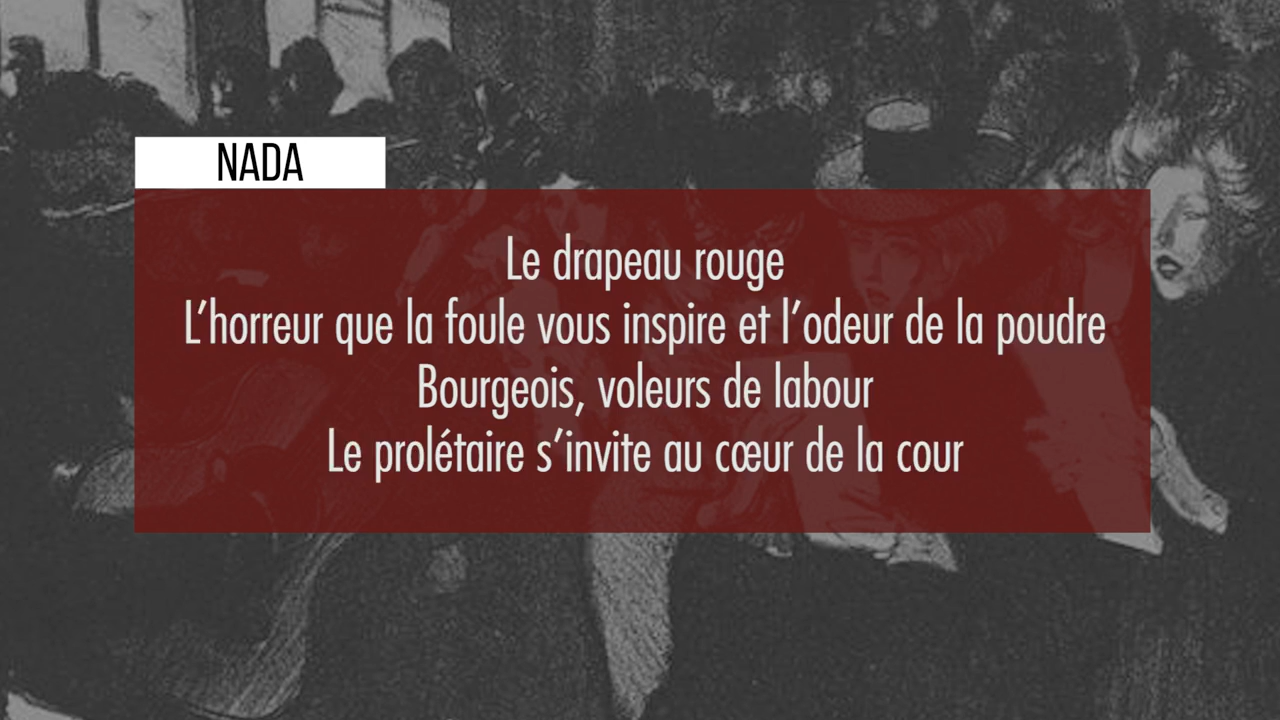 NADA
Le drapeau rouge
L’horreur que la foule vous inspire et l’odeur de la poudre
Bourgeois, voleurs de labour
Le prolétaire s’invite au cœur de la cour